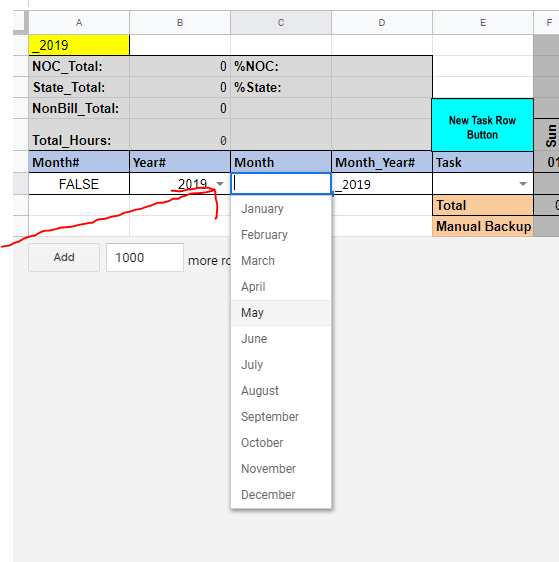 A B C D E F
_2019
NOC_Total: 0 %NOC:
State_Total: 0 %State:
NonBill_Total: 0
New Task Row
Button
Total_Hours: 0
Sun
Month# Year# Month Month_Year# Task 01
FALSE 2019 _2019
January
Total 0
February
Manual Backup
Add 1000 more ro
March
April
May
June
July
August
September
October
November
December